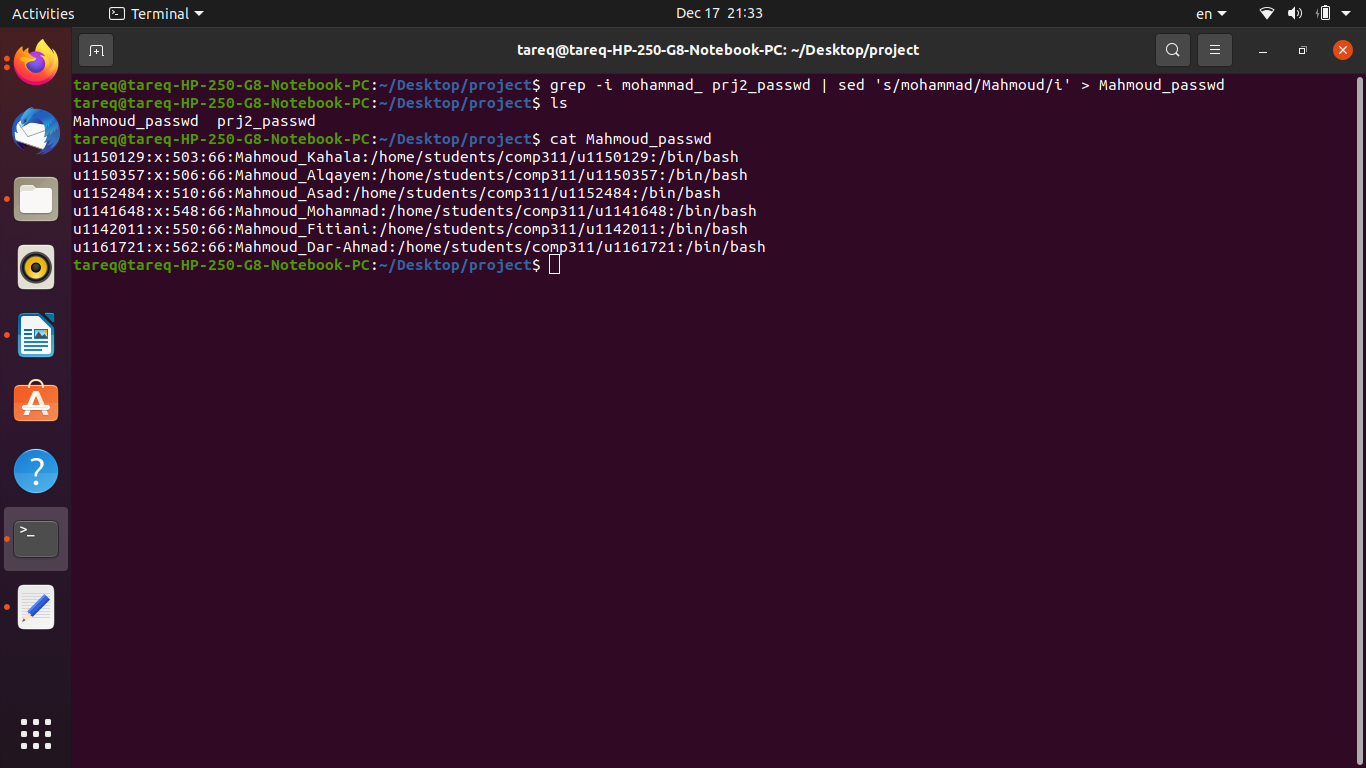 Activities
Terminal
Dec 17 21:33
en
tareq@tareq-HP-250-G8-Notebook-PC: ~/Desktop/project
tareq@tareq-HP-250-G8-Notebook-PC:~/Desktop/project$ grep -i mohammad_ prj2_passwd | sed 's/mohammad/Mahmoud/i' > Mahmoud_passwd
tareq@tareq-HP-250-G8-Notebook-PC:~/Desktop/project$ ls
Mahmoud_passwd  prj2_passwd
tareq@tareq-HP-250-G8-Notebook-PC:~/Desktop/project$ cat Mahmoud_passwd
u1150129:x:503:66:Mahmoud_Kahala:/home/students/comp311/u1150129:/bin/bash
u1150357:x:506:66:Mahmoud_Alqayem:/home/students/comp311/u1150357:/bin/bash
u1152484:x:510:66:Mahmoud_Asad:/home/students/comp311/u1152484:/bin/bash
u1141648:x:548:66:Mahmoud_Mohammad:/home/students/comp311/u1141648:/bin/bash
u1142011:x:550:66:Mahmoud_Fitiani:/home/students/comp311/u1142011:/bin/bash
u1161721:x:562:66:Mahmoud_Dar-Ahmad:/home/students/comp311/u1161721:/bin/bash
tareq@tareq-HP-250-G8-Notebook-PC:~/Desktop/project$